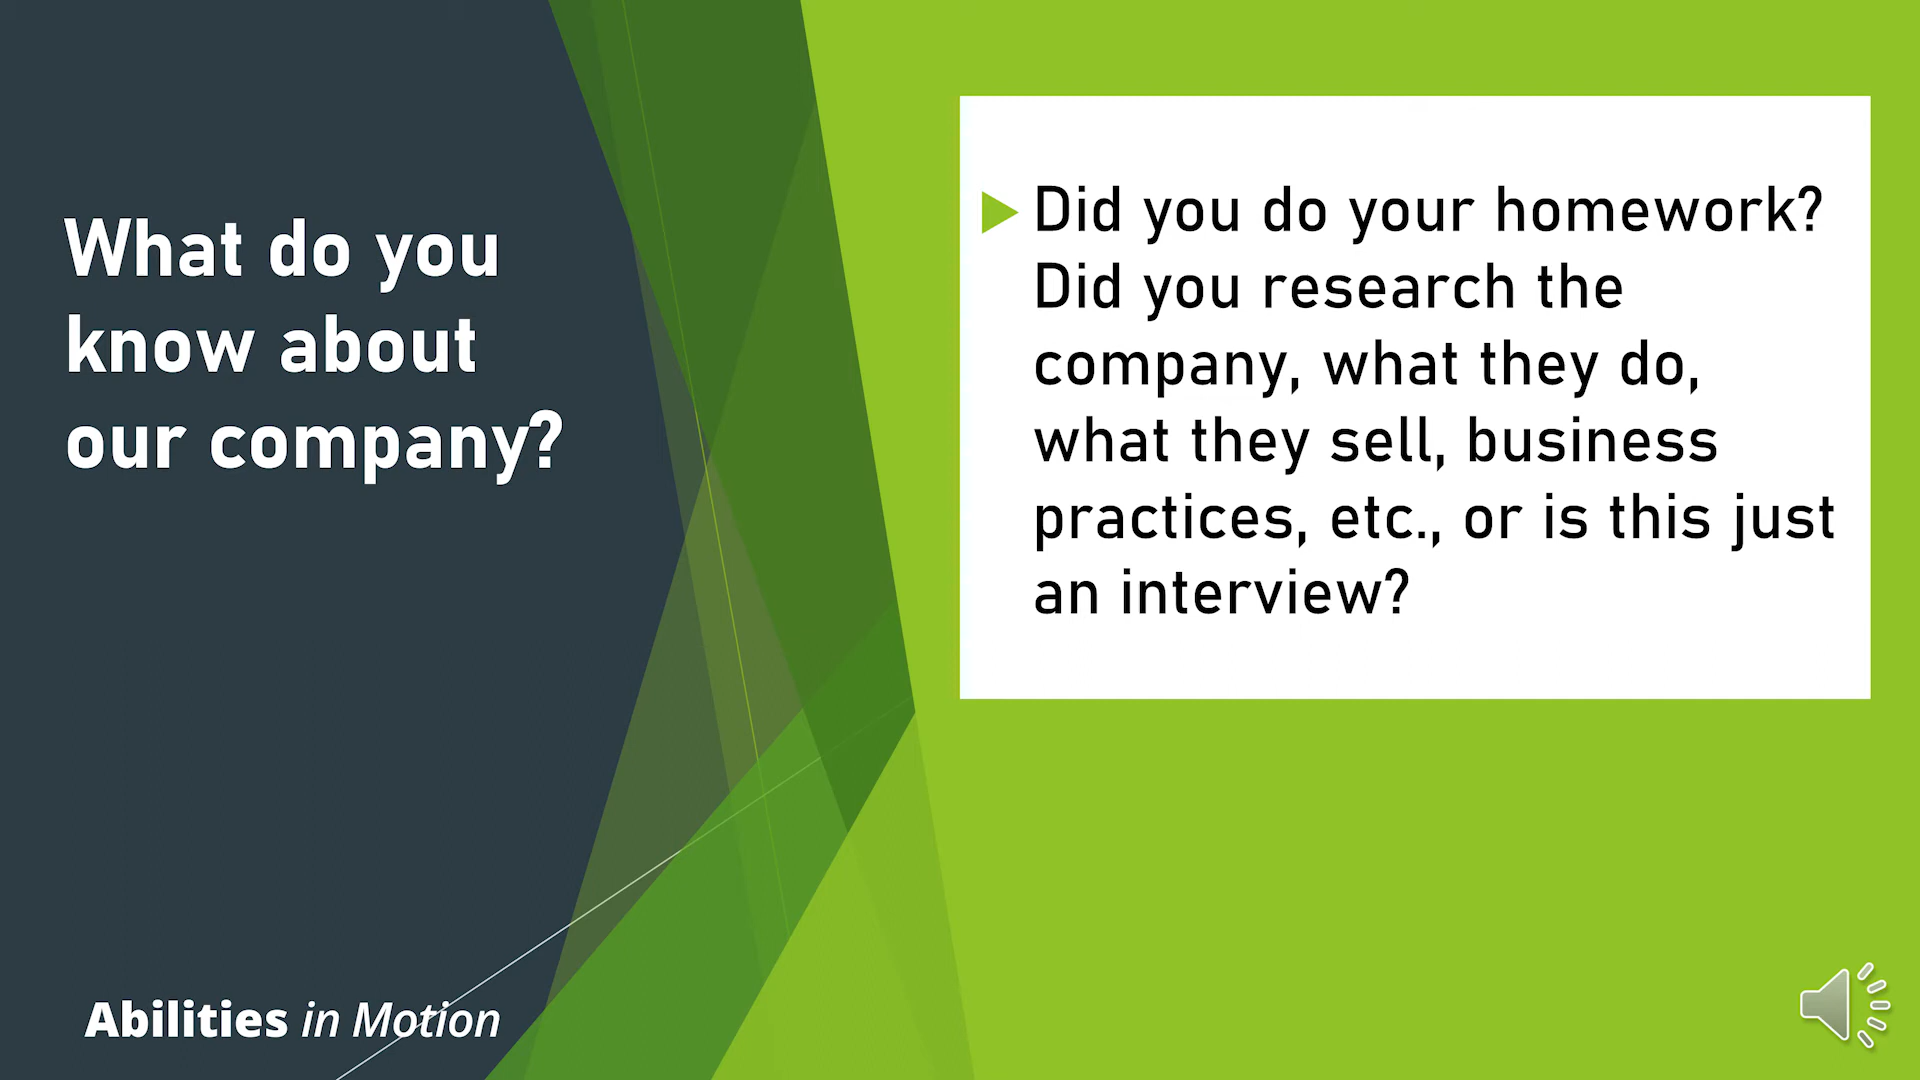 What do you
know about
our company?
Did you do your homework?
Did you research the
company, what they do,
what they sell, business
practices, etc., or is this just
an interview?
Abilities in Motion